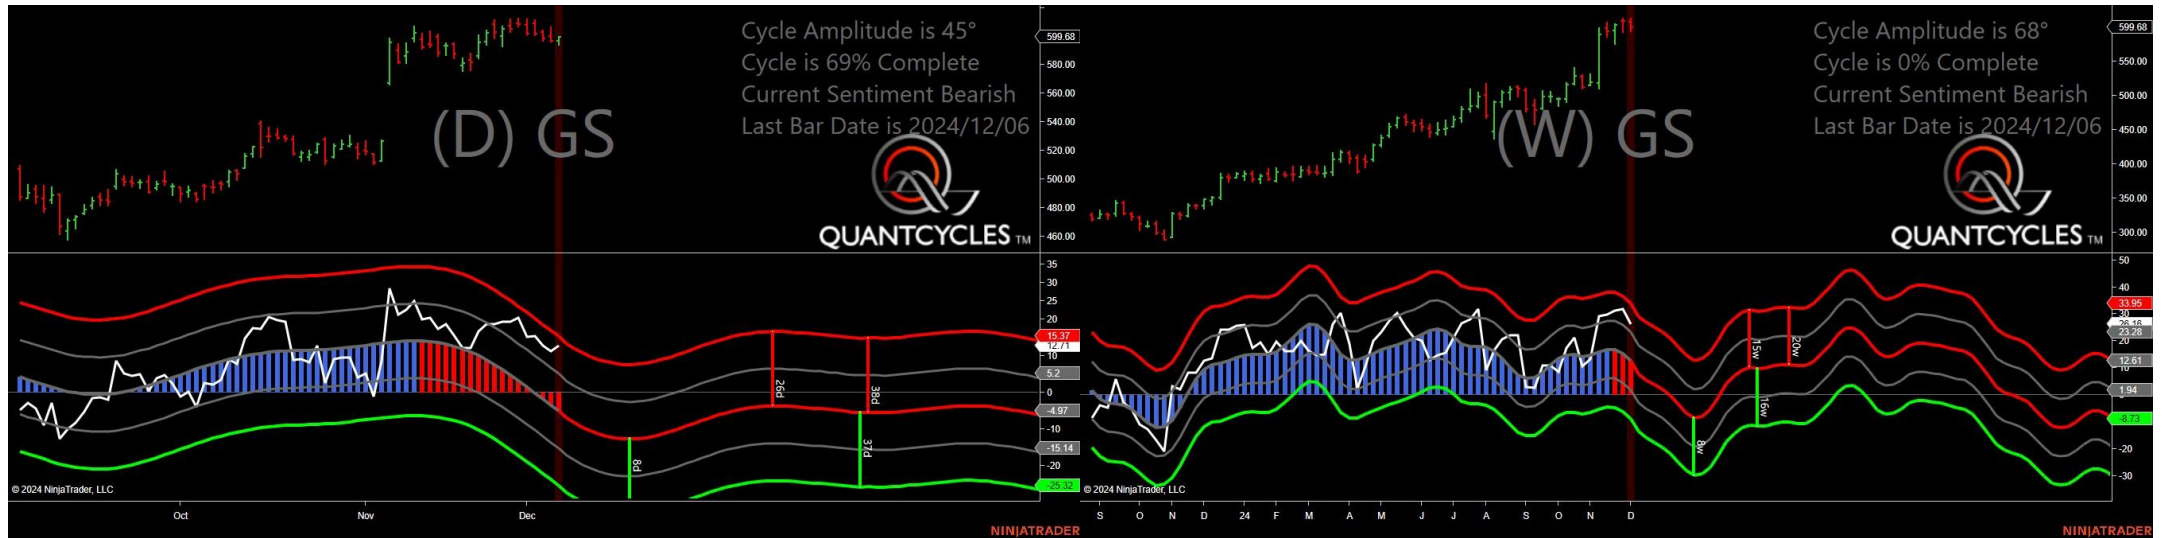 Cycle Amplitude is 45°
Cycle is 69% Complete
Current Sentiment Bearish
Last Bar Date is 2024/12/06
(D) GS
QUANTCYCLES TM
599.68
580.00
560.00
540.00
520.00
500.00
480.00
460.00
35
30
25
20
15.37
12.71
10
5.2
0
-4.97
-10
-15.14
-20
-25.32
26d
38d
37d
8d
© 2024 NinjaTrader, LLC
Oct Nov Dec
NINJATRADER
Cycle Amplitude is 68°
Cycle is 0% Complete
Current Sentiment Bearish
Last Bar Date is 2024/12/06
(W) GS
QUANTCYCLES TM
599.68
550.00
500.00
450.00
400.00
350.00
300.00
50
40
33.95
30
26.16
23.28
20
12.61
10
1.94
-8.73
-20
-30
15w
20w
16w
8w
© 2024 NinjaTrader, LLC
S O N D 24 F M A M J J A S O N D
NINJATRADER